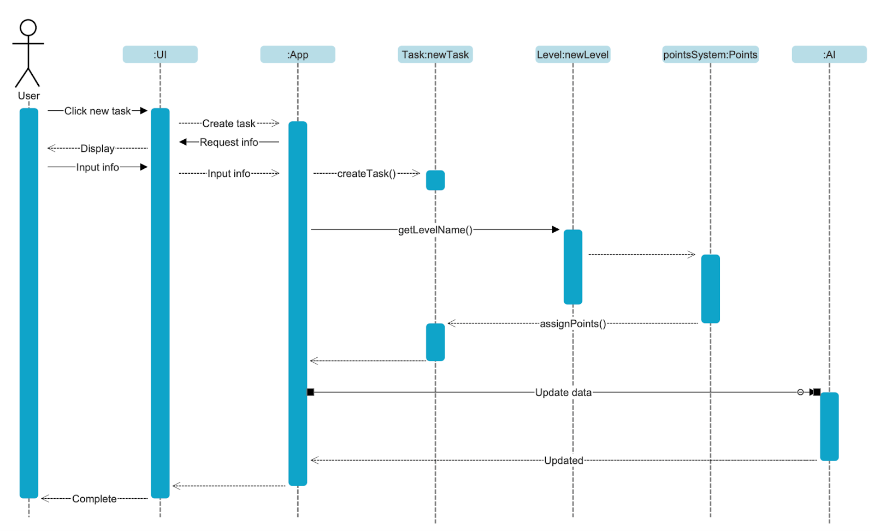 :UI
:App
Task:newTask
Level:newLevel
pointsSystem:Points
:AI
User
Click new task
Create task
Request info
Display
Input info
Input info
createTask()
getLevelName()
assignPoints()
Update data
Updated
Complete